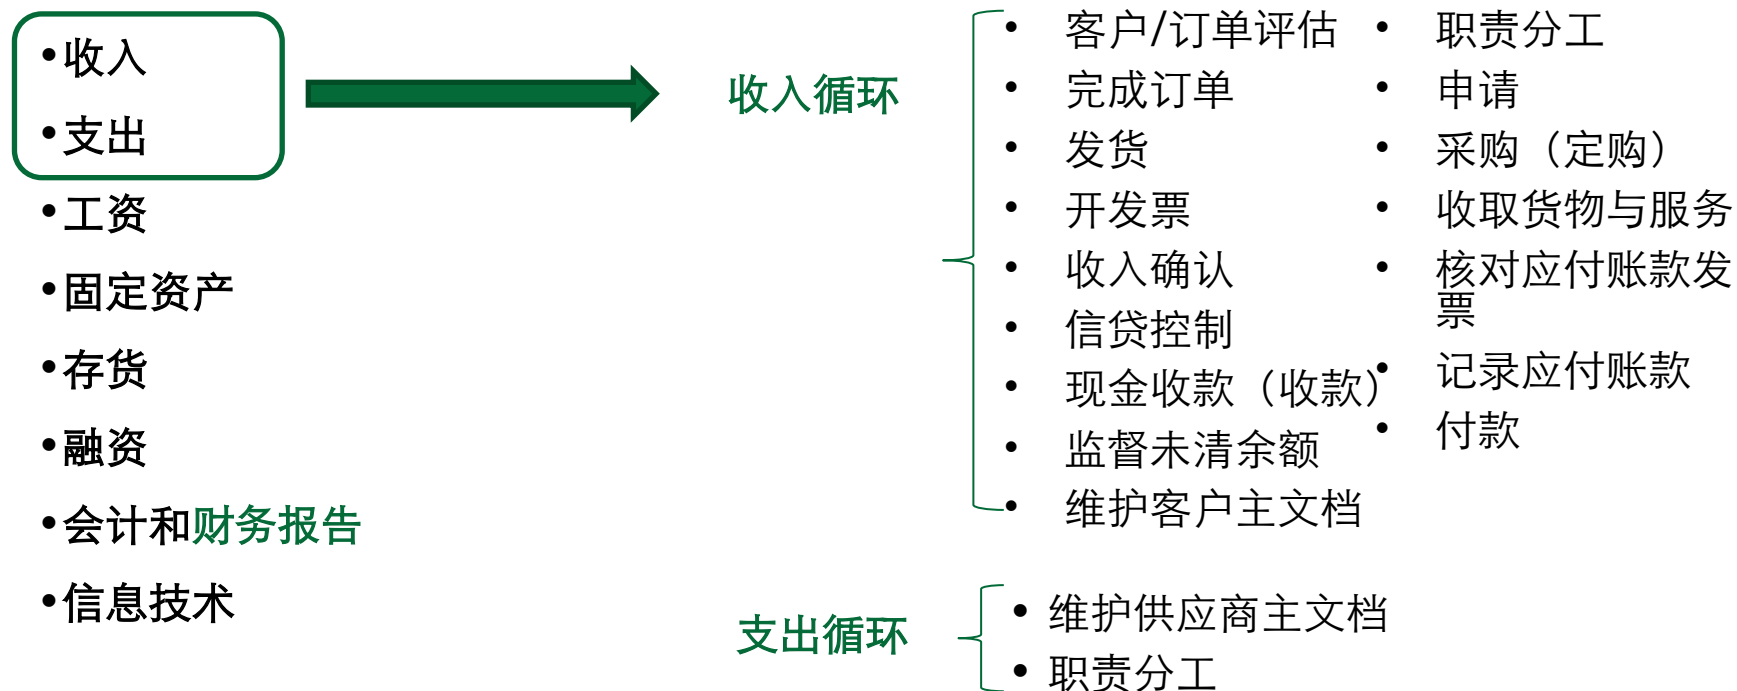 •收入
•支出
•工资
•固定资产
•存货
•融资
•会计和财务报告
•信息技术
收入循环
• 客户/订单评估
• 完成订单
• 发货
• 开发票
• 收入确认
• 信贷控制
• 现金收款（收款）
• 监督未清余额
• 维护客户主文档
• 职责分工
• 申请
• 采购（定购）
• 收取货物与服务
• 核对应付账款发
票
• 记录应付账款
• 付款
支出循环
• 维护供应商主文档
• 职责分工